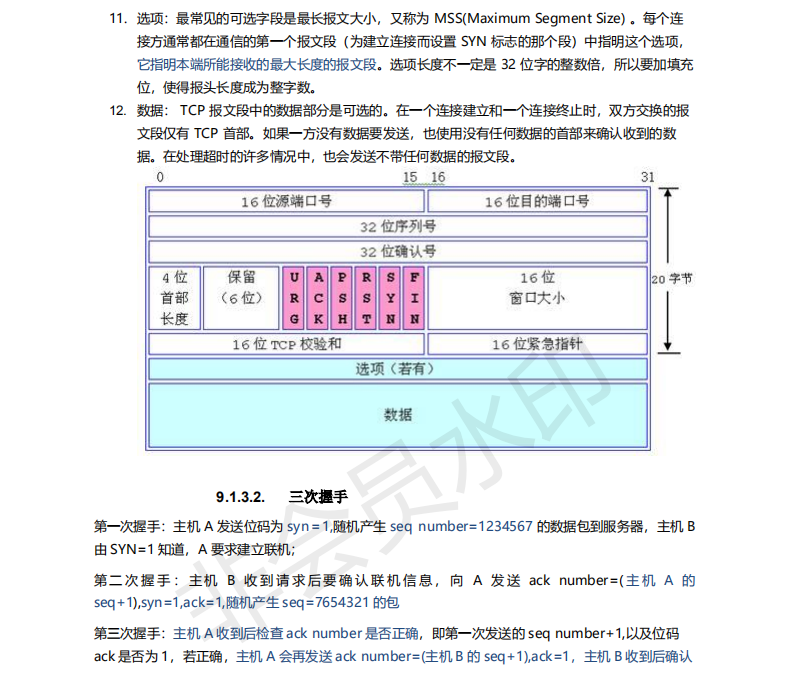 11. 选项：最常见的可选字段是最长报文大小，又称为 MSS(Maximum Segment Size) 。每个连
接方通常都在通信的第一个报文段（为建立连接而设置 SYN 标志的那个段）中指明这个选项，
它指明本端所能接收的最大长度的报文段。选项长度不一定是 32 位字的整数倍，所以要加填充
位，使得报头长度成为整字数。
12. 数据： TCP 报文段中的数据部分是可选的。在一个连接建立和一个连接终止时，双方交换的报
文段仅有 TCP 首部。如果一方没有数据要发送，也使用没有任何数据的首部来确认收到的数
据。在处理超时的许多情况中，也会发送不带任何数据的报文段。
0 15 16 31
16 位源端口号 16 位目的端口号
32 位序列号
32 位确认号
4 位首部长度 保留（6 位） URG ACK PSH RST SYN FIN 16 位窗口大小
20 字节
16 位 TCP 校验和 16 位紧急指针
选项（若有）
数据
非会员水印
9.1.3.2. 三次握手
第一次握手：主机 A 发送位码为 syn＝1,随机产生 seq number=1234567 的数据包到服务器，主机 B
由 SYN=1 知道，A 要求建立联机；
第二次握手：主机 B 收到请求后要确认联机信息，向 A 发送 ack number=(主机 A 的
seq+1),syn=1,ack=1,随机产生 seq=7654321 的包
第三次握手：主机 A 收到后检查 ack number 是否正确，即第一次发送的 seq number+1,以及位码
ack 是否为 1，若正确，主机 A 会再发送 ack number=(主机 B 的 seq+1),ack=1，主机 B 收到后确认